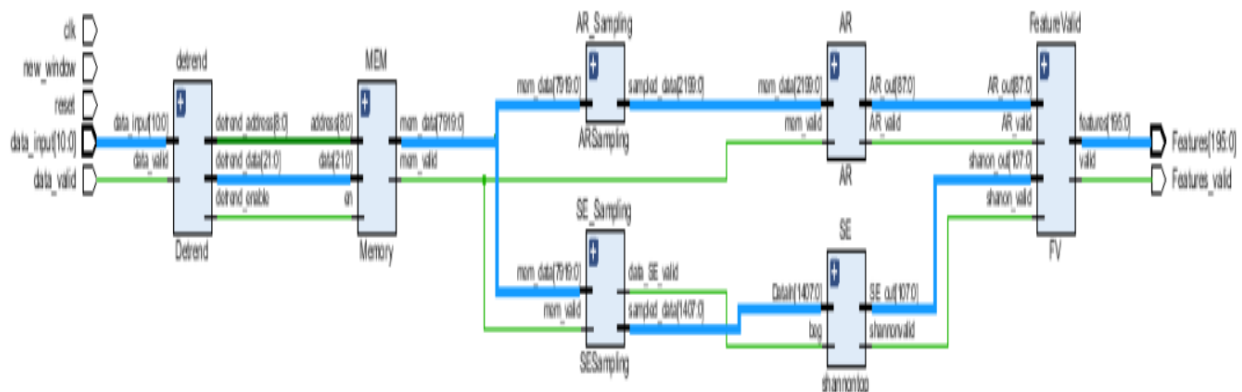 clk
new_window
reset
data_input[10:0]
data_valid
detrend
data_input[10:0]
data_valid
detrend_address[8:0]
detrend_data[21:0]
detrend_enable
Detrend
MEM
address[8:0]
data[21:0]
en
mem_data[7919:0]
mem_valid
Memory
AR_Sampling
mem_data[7919:0]
sampled_data[2199:0]
ARSampling
SE_Sampling
mem_data[7919:0]
mem_valid
data_SE_valid
sampled_data[1407:0]
SESampling
AR
mem_data[2199:0]
mem_valid
AR_out[87:0]
AR_valid
AR
SE
DataIn[1407:0]
beg
SE_out[107:0]
shannonvalid
shannontop
FeatureValid
AR_out[87:0]
AR_valid
shanon_out[107:0]
shanon_valid
features[195:0]
valid
FV
Features[195:0]
Features_valid